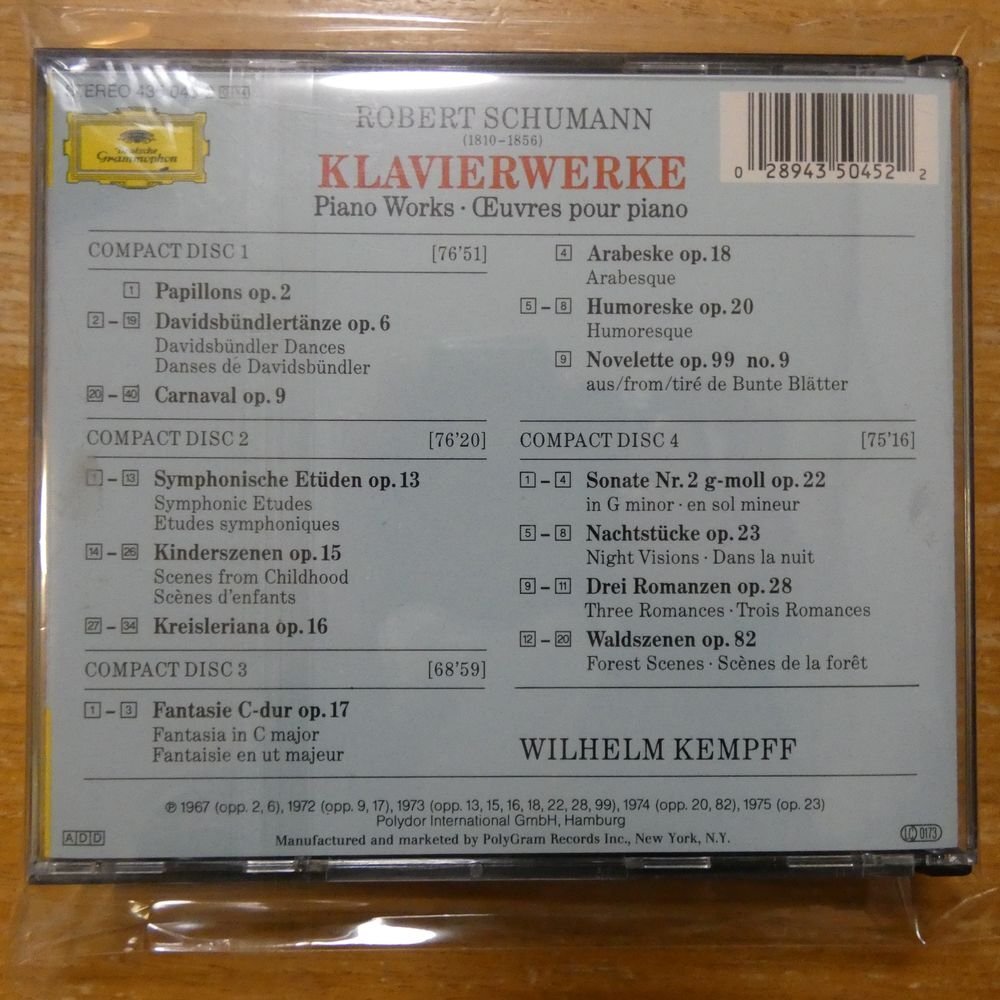 STEREO
Deutsche
Grammophon
ROBERT SCHUMANN
(1810–1856)
KLAVIERWERKE
Piano Works · Œuvres pour piano
0 28943 50452 2
COMPACT DISC 1 [76'51]
1 Papillons op. 2
2 – 19 Davidsbündlertänze op. 6
Davidsbündler Dances
Danses de Davidsbündler
20 – 40 Carnaval op. 9
COMPACT DISC 2 [76'20]
1 – 13 Symphonische Etüden op. 13
Symphonic Etudes
Etudes symphoniques
14 – 26 Kinderszenen op. 15
Scenes from Childhood
Scènes d'enfants
27 – 34 Kreisleriana op. 16
COMPACT DISC 3 [68'59]
1 – 3 Fantasie C-dur op. 17
Fantasia in C major
Fantaisie en ut majeur
4 Arabeske op. 18
Arabesque
5 – 8 Humoreske op. 20
Humoresque
9 Novelette op. 99 no. 9
aus/from/tiré de Bunte Blätter
COMPACT DISC 4 [75'16]
1 – 4 Sonate Nr. 2 g-moll op. 22
in G minor · en sol mineur
5 – 8 Nachtstücke op. 23
Night Visions · Dans la nuit
9 – 11 Drei Romanzen op. 28
Three Romances · Trois Romances
12 – 20 Waldszenen op. 82
Forest Scenes · Scènes de la forêt
WILHELM KEMPFF
℗ 1967 (opp. 2, 6), 1972 (opp. 9, 17), 1973 (opp. 13, 15, 16, 18, 22, 28, 99), 1974 (opp. 20, 82), 1975 (op. 23)
Polydor International GmbH, Hamburg
Manufactured and marketed by PolyGram Records Inc., New York, N.Y.
ADD
LC 0173